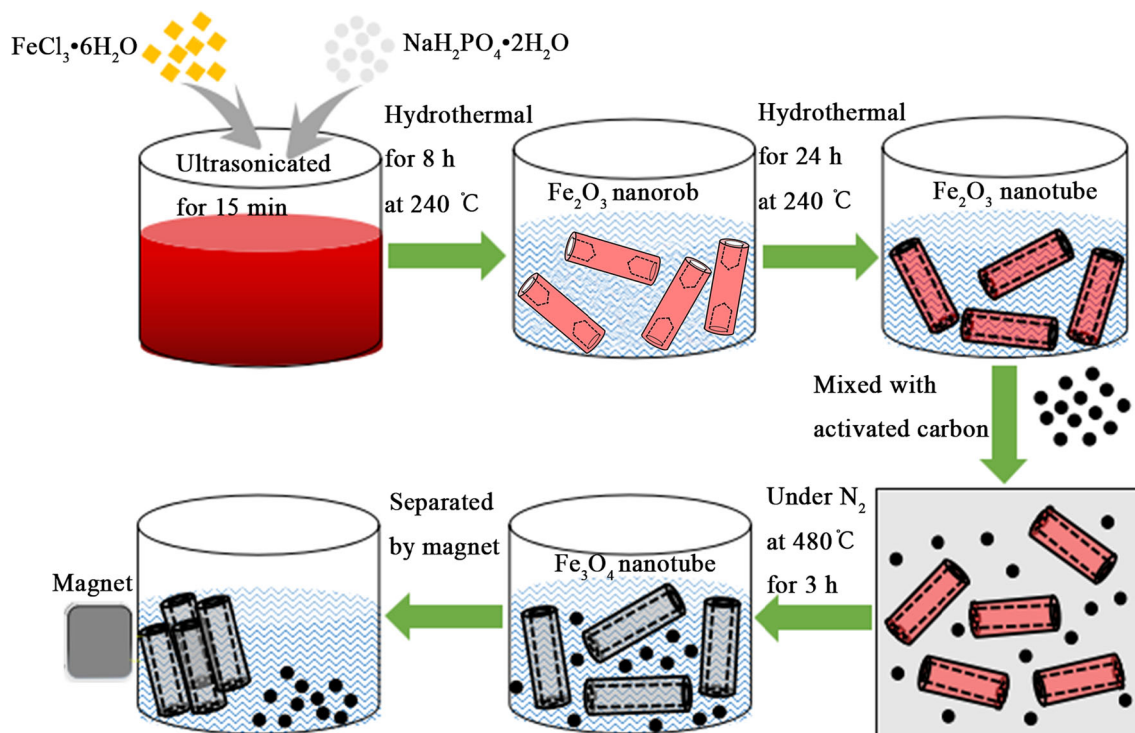 FeCl₃•6H₂O
NaH₂PO₄•2H₂O
Ultrasonicated
for 15 min
Hydrothermal
for 8 h
at 240 ℃
Fe₂O₃ nanorob
Hydrothermal
for 24 h
at 240 ℃
Fe₂O₃ nanotube
Mixed with
activated carbon
Under N₂
at 480℃
for 3 h
Fe₃O₄ nanotube
Separated
by magnet
Magnet